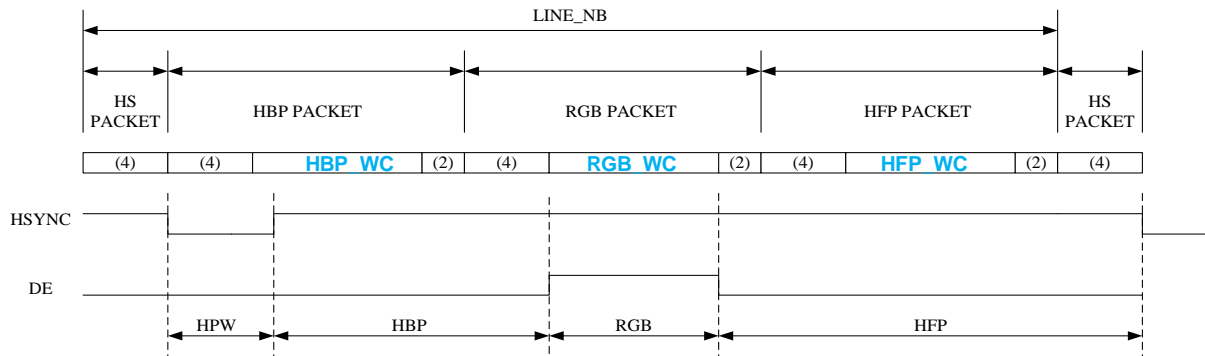 LINE_NB
HS
PACKET
HBP PACKET
RGB PACKET
HFP PACKET
HS
PACKET
(4)
(4)
HBP_WC
(2)
(4)
RGB_WC
(2)
(4)
HFP_WC
(2)
(4)
HSYNC
DE
HPW
HBP
RGB
HFP